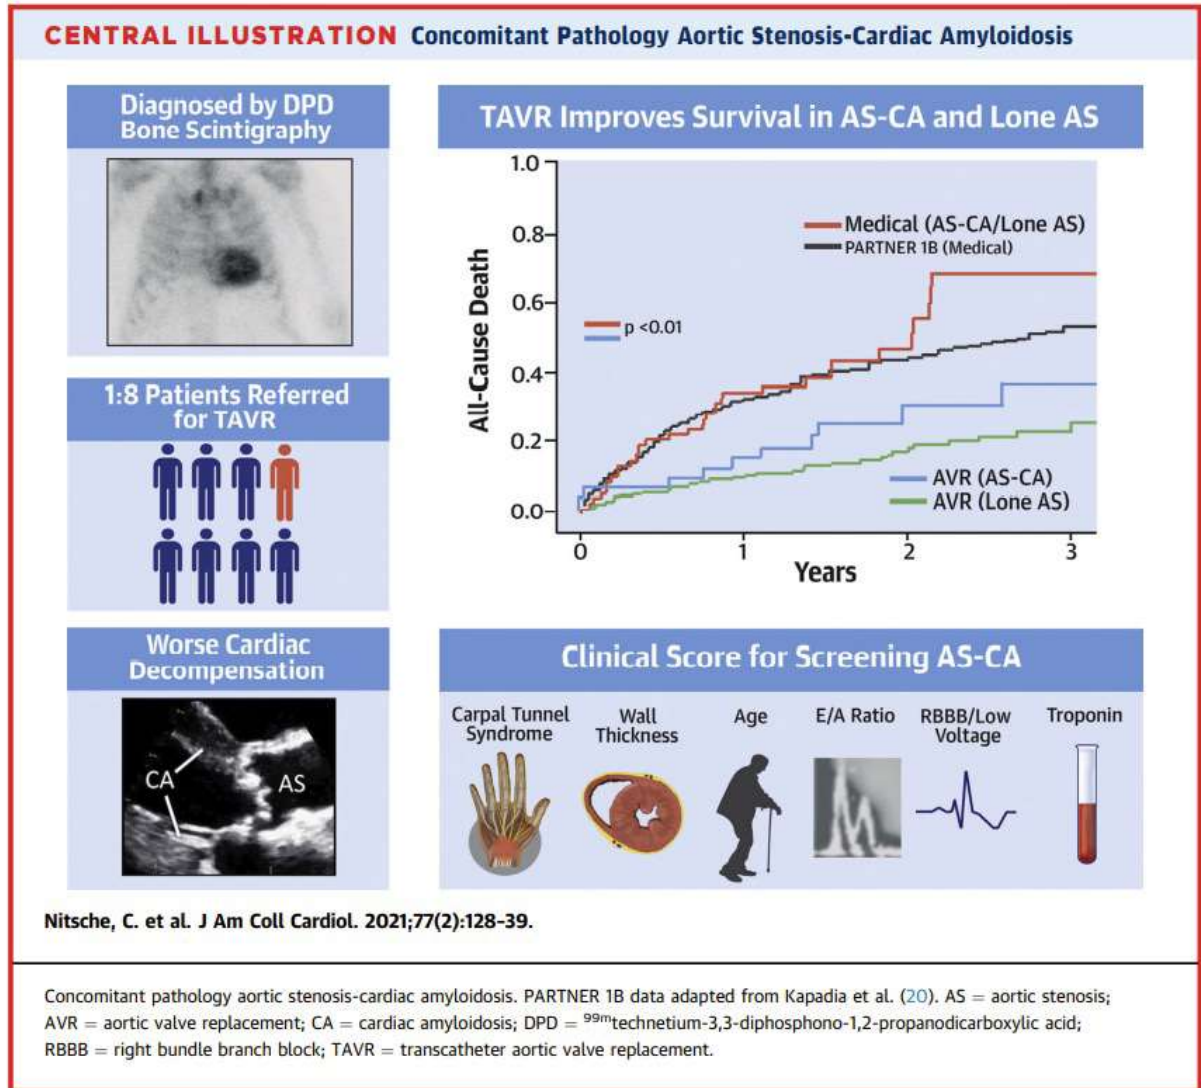 CENTRAL ILLUSTRATION Concomitant Pathology Aortic Stenosis-Cardiac Amyloidosis
Diagnosed by DPD
Bone Scintigraphy
1:8 Patients Referred
for TAVR
Worse Cardiac
Decompensation
CA
AS
TAVR Improves Survival in AS-CA and Lone AS
All-Cause Death
1.0
0.8
0.6
0.4
0.2
0.0
Medical (AS-CA/Lone AS)
PARTNER 1B (Medical)
p <0.01
AVR (AS-CA)
AVR (Lone AS)
0
1
2
3
Years
Clinical Score for Screening AS-CA
Carpal Tunnel
Syndrome
Wall
Thickness
Age
E/A Ratio
RBBB/Low
Voltage
Troponin
Nitsche, C. et al. J Am Coll Cardiol. 2021;77(2):128–39.
Concomitant pathology aortic stenosis-cardiac amyloidosis. PARTNER 1B data adapted from Kapadia et al. (20). AS = aortic stenosis;
AVR = aortic valve replacement; CA = cardiac amyloidosis; DPD = ⁹⁹ᵐtechnetium-3,3-diphosphono-1,2-propanodicarboxylic acid;
RBBB = right bundle branch block; TAVR = transcatheter aortic valve replacement.